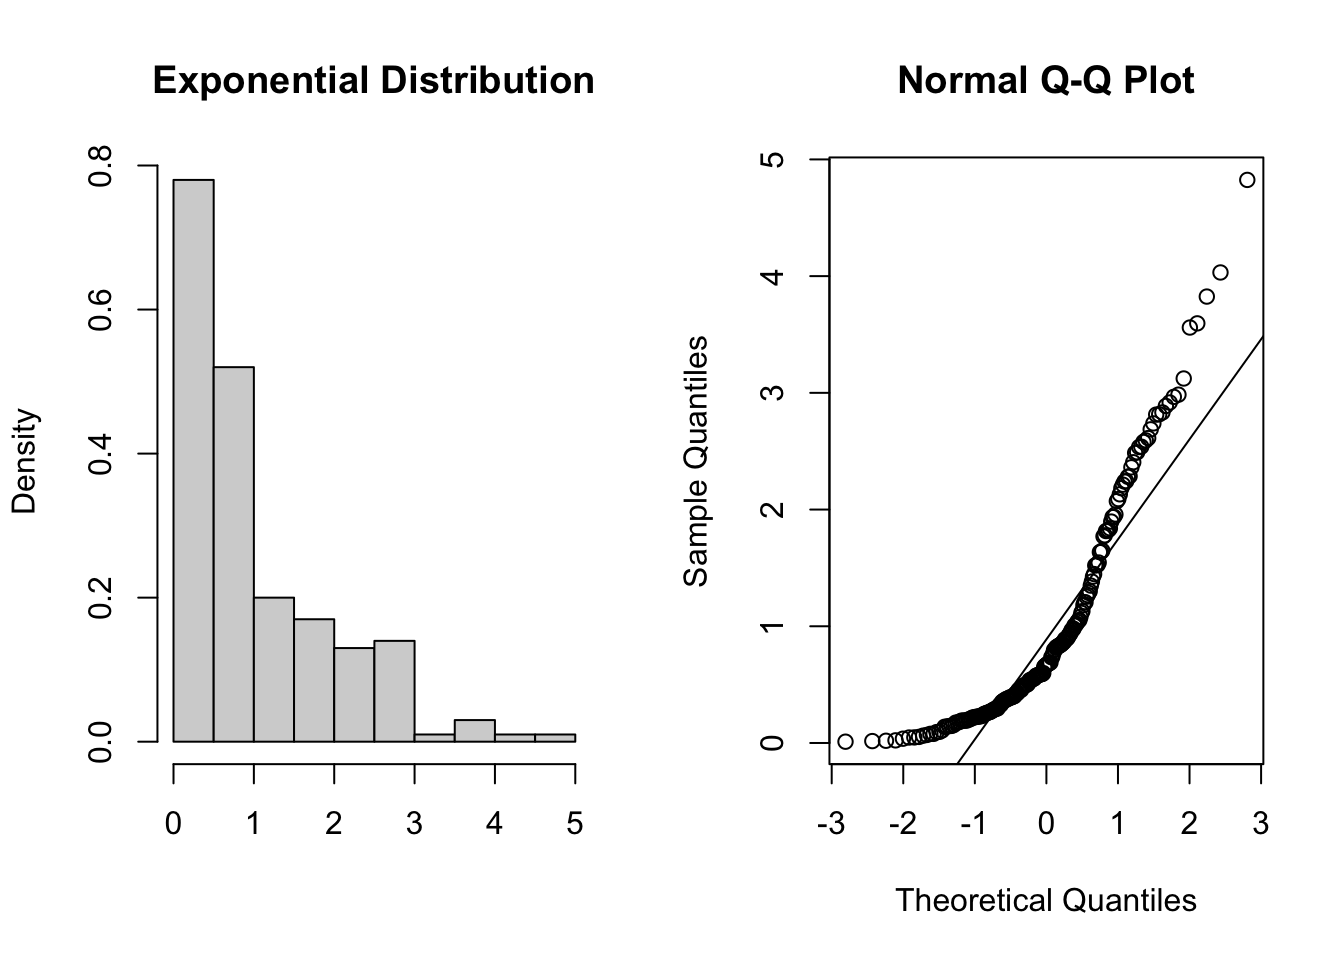 Exponential Distribution
Density
0.0 0.2 0.4 0.6 0.8
0 1 2 3 4 5
Normal Q-Q Plot
Sample Quantiles
0 1 2 3 4 5
-3 -2 -1 0 1 2 3
Theoretical Quantiles